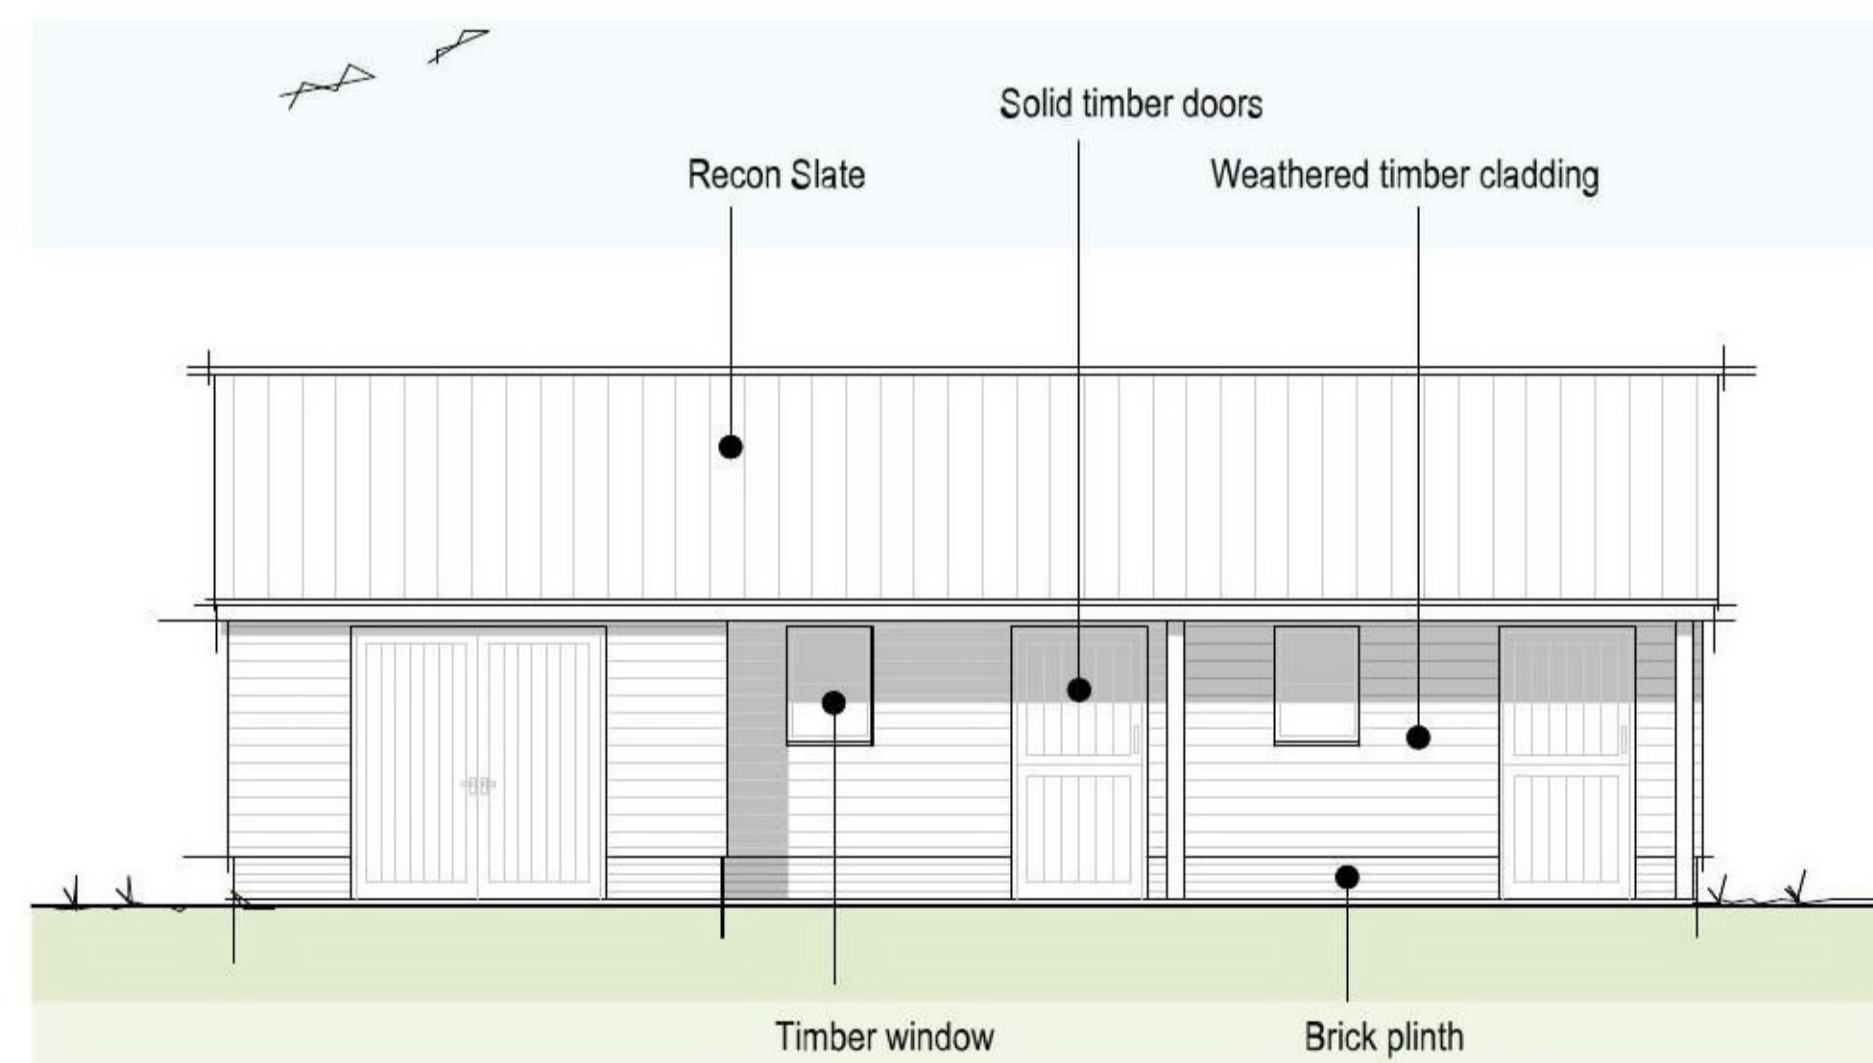 Solid timber doors
Recon Slate
Weathered timber cladding
Timber window
Brick plinth